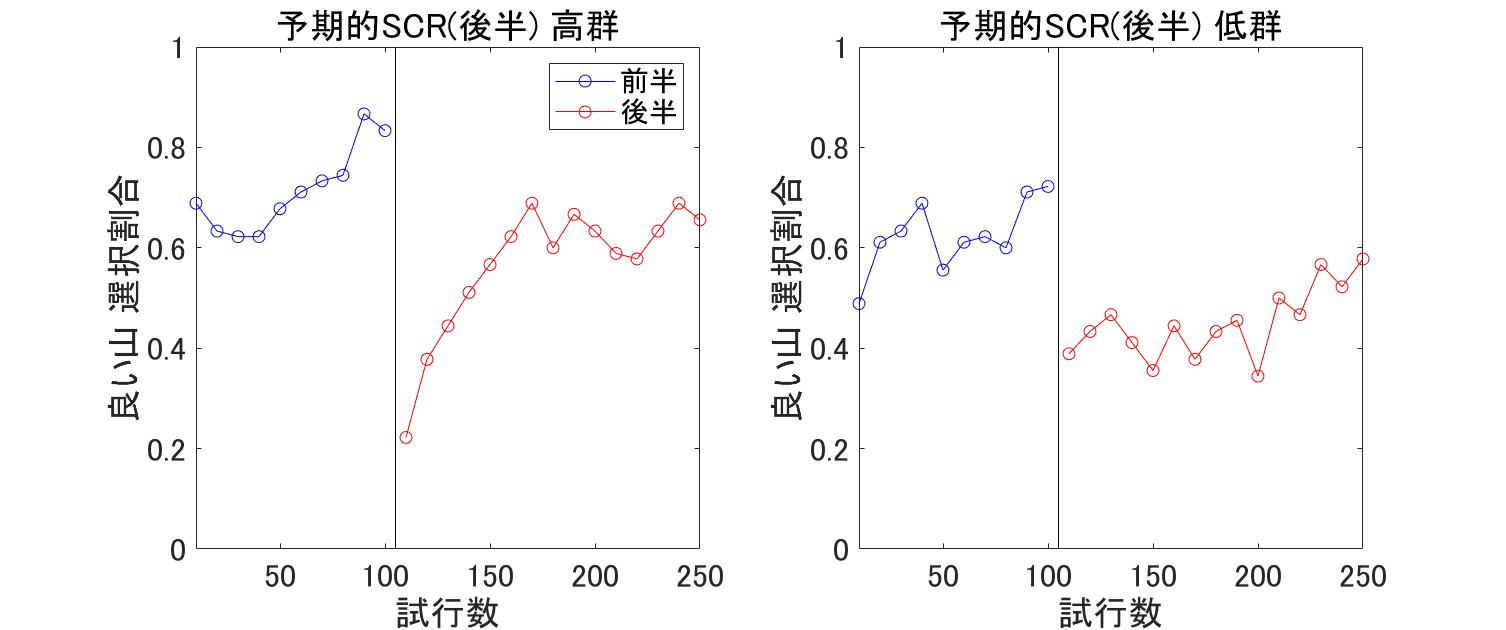 予期的SCR(後半) 高群
1
0.8
0.6
0.4
0.2
0
良い山 選択割合
前半
後半
50
100
150
200
250
試行数
予期的SCR(後半) 低群
1
0.8
0.6
0.4
0.2
0
良い山 選択割合
50
100
150
200
250
試行数